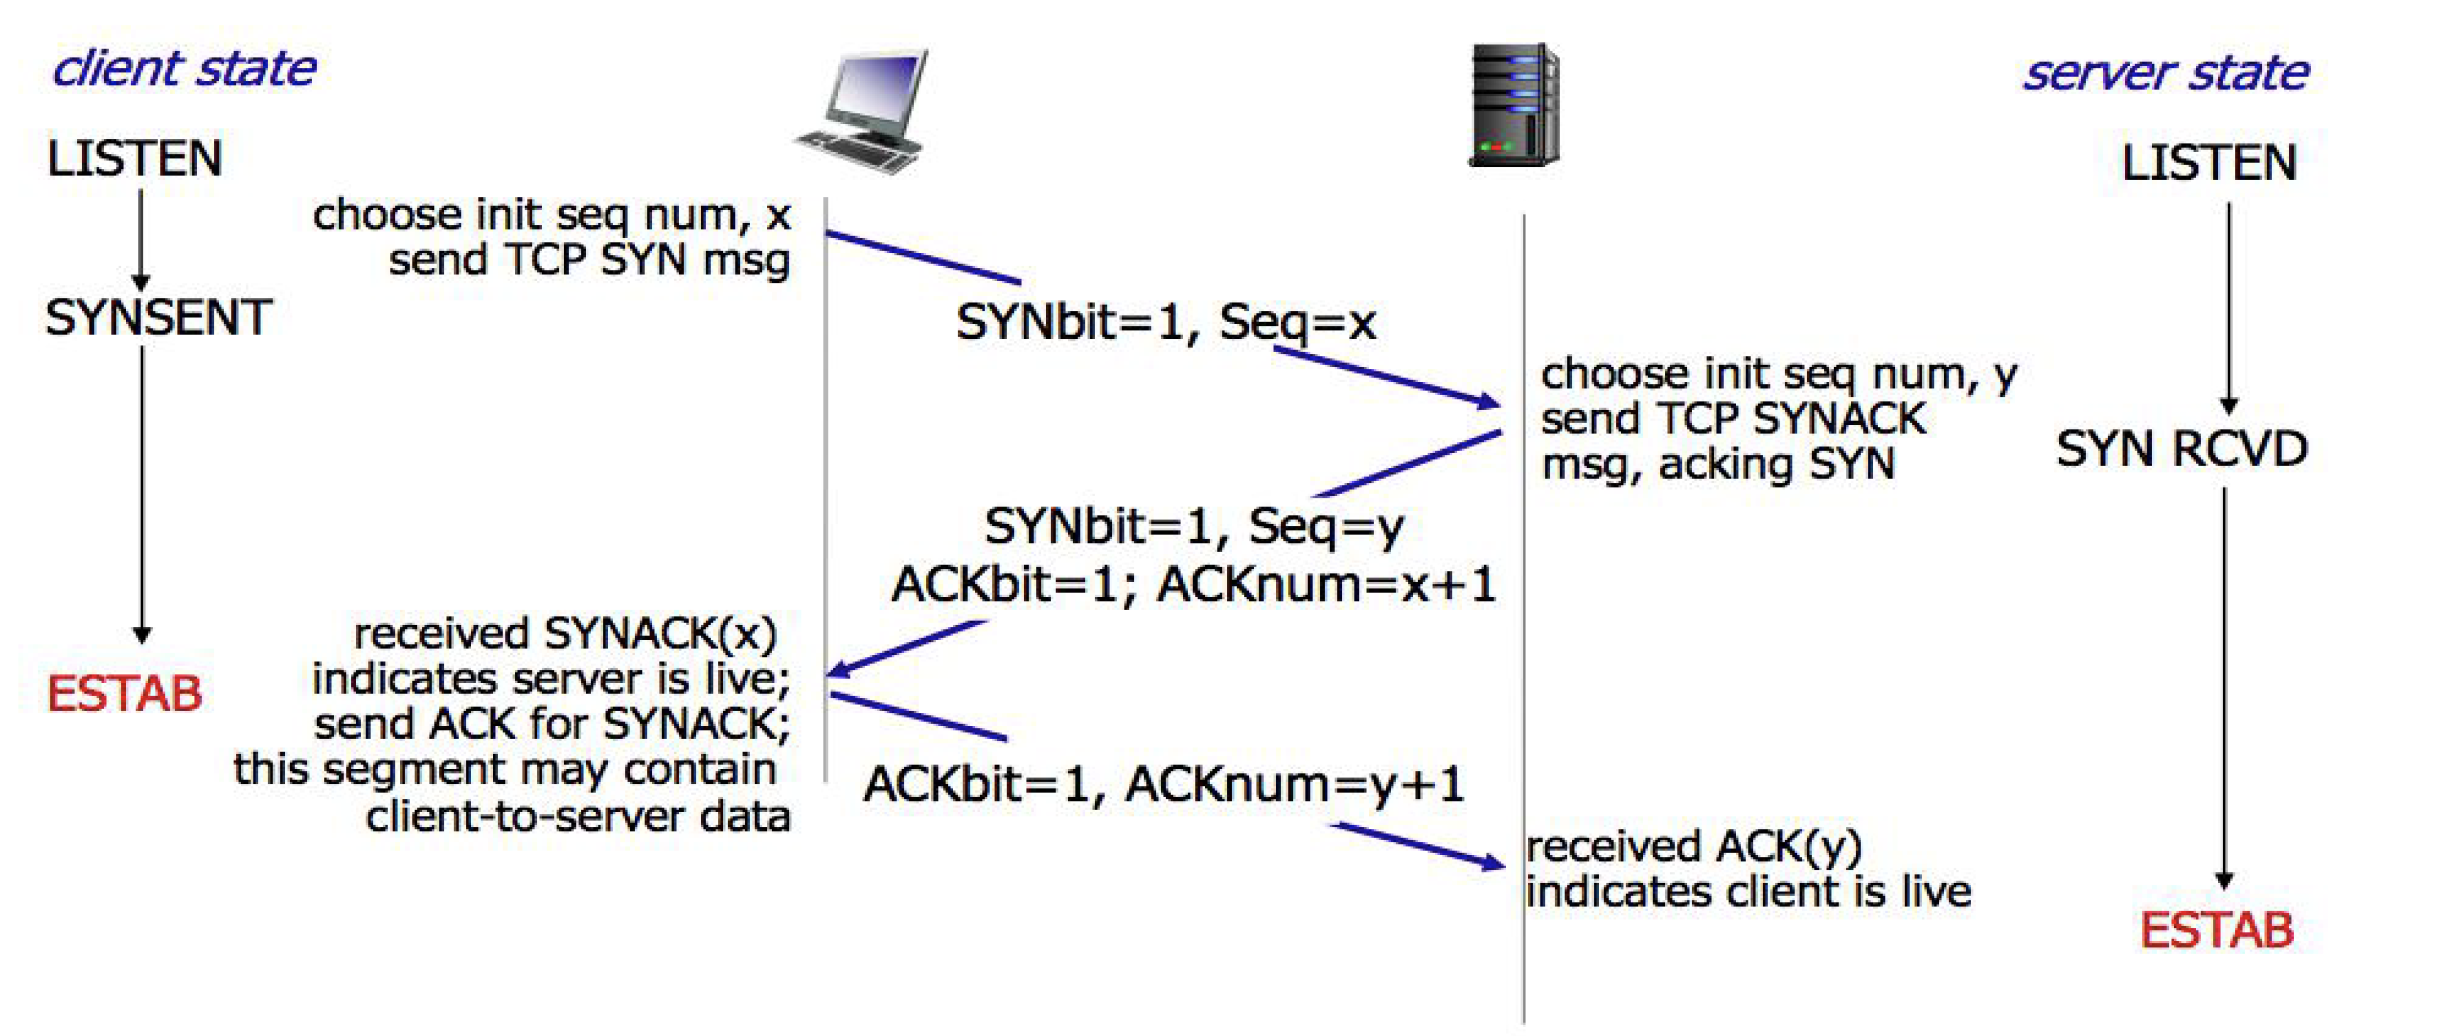 client state
server state
LISTEN
LISTEN
choose init seq num, x
send TCP SYN msg
SYNSENT
SYNbit=1, Seq=x
choose init seq num, y
send TCP SYNACK
msg, acking SYN
SYN RCVD
SYNbit=1, Seq=y
ACKbit=1; ACKnum=x+1
received SYNACK(x)
indicates server is live;
send ACK for SYNACK;
this segment may contain
client-to-server data
ESTAB
ACKbit=1, ACKnum=y+1
received ACK(y)
indicates client is live
ESTAB